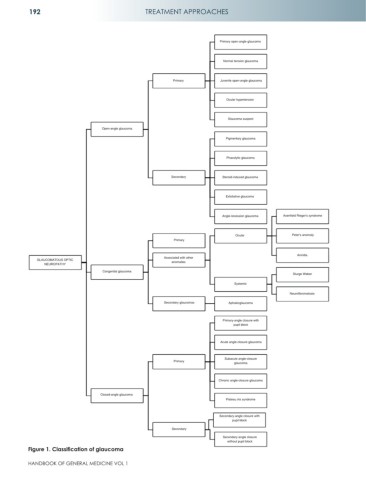 192
TREATMENT APPROACHES
Primary open-angle glaucoma
Normal tension glaucoma
Primary
Juvenile open-angle glaucoma
Ocular hypertension
Glaucoma suspect
Open-angle glaucoma
Pigmentary glaucoma
Phacolytic glaucoma
Secondary
Steroid-induced glaucoma
Exfoliative glaucoma
Angle-recession glaucoma
Axenfeld-Rieger's syndrome
Ocular
Peter's anomaly
Primary
Aniridia
GLAUCOMATOUS OPTIC
NEUROPATHY
Associated with other
anomalies
Congenital glaucoma
Sturge Weber
Systemic
Neurofibromatosis
Secondary glaucomas
Aphakicglaucoma
Primary angle-closure with
pupil block
Acute angle-closure glaucoma
Primary
Subacute angle-closure
glaucoma
Chronic angle-closure glaucoma
Closed-angle glaucoma
Plateau iris syndrome
Secondary angle-closure with
pupil block
Secondary
Secondary angle-closure
without pupil block
Figure 1. Classification of glaucoma
HANDBOOK OF GENERAL MEDICINE VOL 1